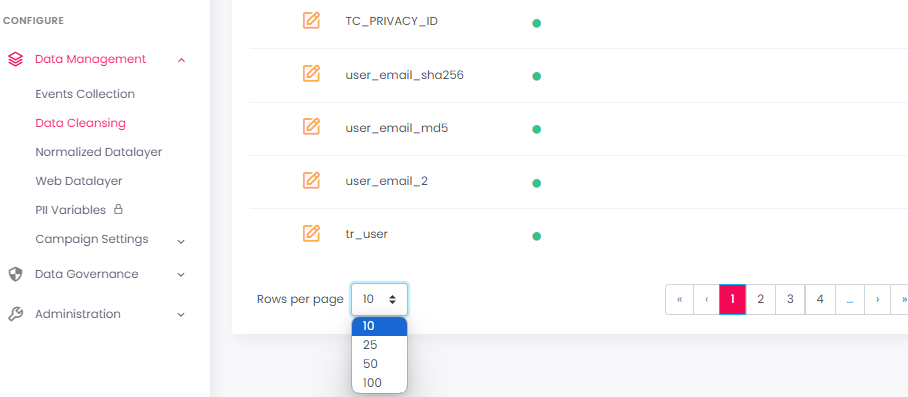 CONFIGURE
Data Management
Events Collection
Data Cleansing
Normalized Datalayer
Web Datalayer
PII Variables
Campaign Settings
Data Governance
Administration
TC_PRIVACY_ID
user_email_sha256
user_email_md5
user_email_2
tr_user
Rows per page 10
10
25
50
100
« ‹ 1 2 3 4 ... › »